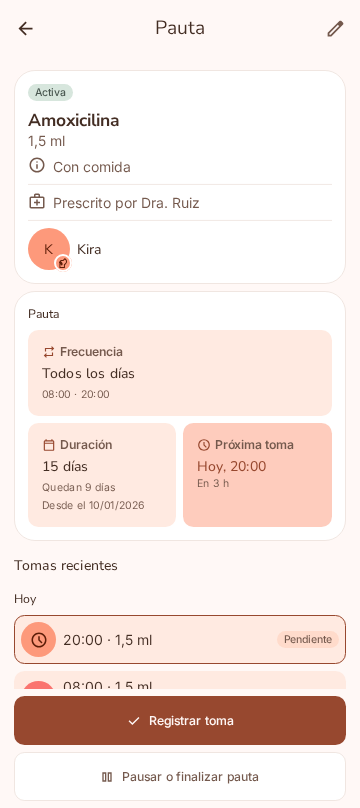 Pauta
Activa
Amoxicilina
1,5 ml
Con comida
Prescrito por Dra. Ruiz
K
Kira
Pauta
Frecuencia
Todos los días
08:00 · 20:00
Duración
15 días
Quedan 9 días
Desde el 10/01/2026
Próxima toma
Hoy, 20:00
En 3 h
Tomas recientes
Hoy
20:00 · 1,5 ml
Pendiente
08:00 · 1,5 ml
Registrar toma
Pausar o finalizar pauta